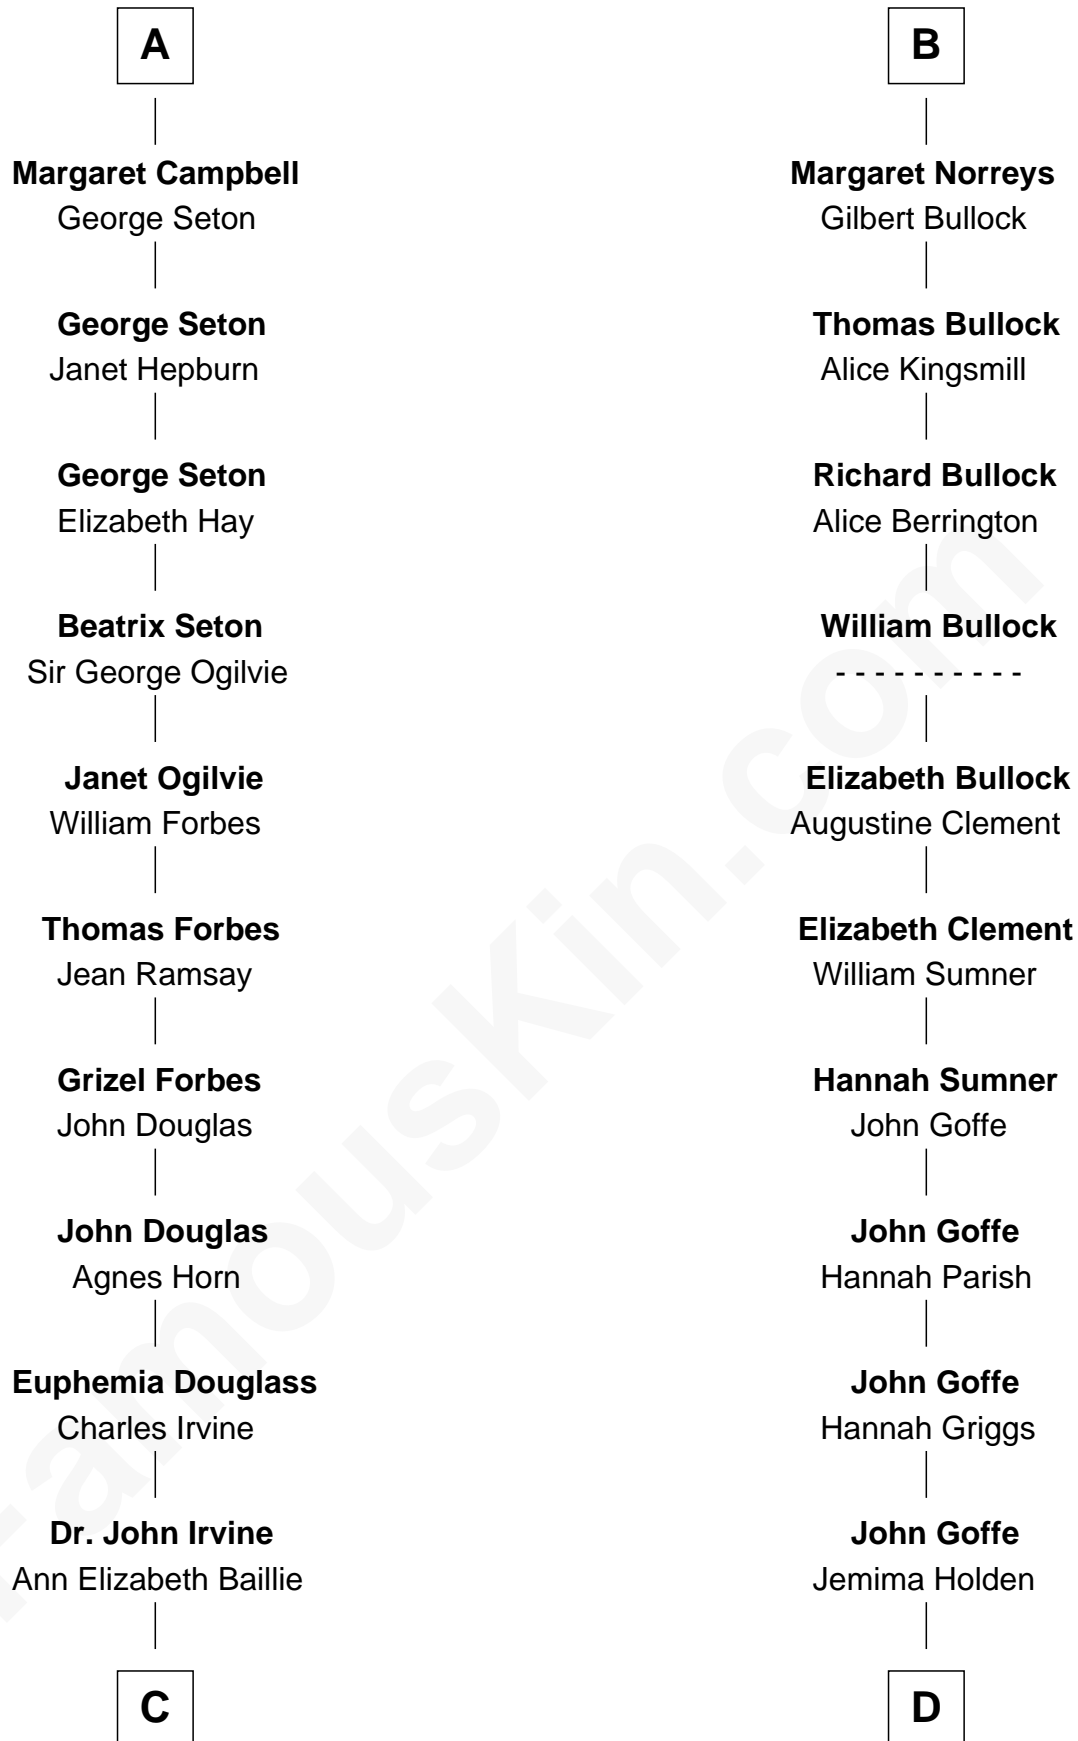 A
Margaret Campbell
George Seton
George Seton
Janet Hepburn
George Seton
Elizabeth Hay
Beatrix Seton
Sir George Ogilvie
Janet Ogilvie
William Forbes
Thomas Forbes
Jean Ramsay
Grizel Forbes
John Douglas
John Douglas
Agnes Horn
Euphemia Douglass
Charles Irvine
Dr. John Irvine
Ann Elizabeth Baillie
C
B
Margaret Norreys
Gilbert Bullock
Thomas Bullock
Alice Kingsmill
Richard Bullock
Alice Berrington
William Bullock
- - - - - - - - - -
Elizabeth Bullock
Augustine Clement
Elizabeth Clement
William Sumner
Hannah Sumner
John Goffe
John Goffe
Hannah Parish
John Goffe
Hannah Griggs
John Goffe
Jemima Holden
D
FamousKin.com